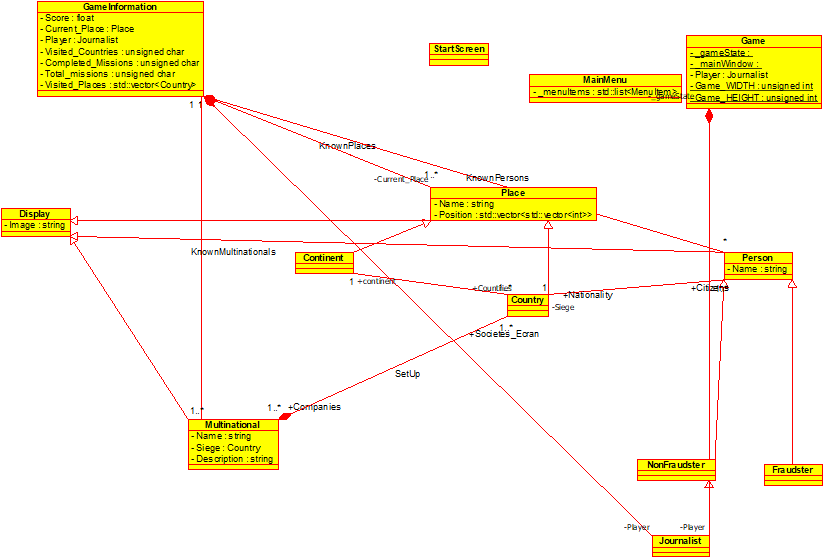 GameInformation
- Score : float
- Current_Place : Place
- Player : Journalist
- Visited_Countries : unsigned char
- Completed_Missions : unsigned char
- Total_missions : unsigned char
- Visited_Places : std::vector<Country>
StartScreen
Game
- _gameState :
- _mainWindow :
- Player : Journalist
- Game_WIDTH : unsigned int
- Game_HEIGHT : unsigned int
MainMenu
- _menuItems : std::list<MenuItem>
-_gamestate
1 1
KnownPlaces
-Current_Place
1..*
KnownPersons
Place
- Name : string
- Position : std::vector<std::vector<int>>
Display
- Image : string
KnownMultinationals
*
Continent
Person
- Name : string
1 +continent
+Countries
*
1
+Nationality
+Citizens
Country
-Siege
1..*
+Societes_Ecran
SetUp
1..*
1..*
+Companies
Multinational
- Name : string
- Siege : Country
- Description : string
NonFraudster
Fraudster
-Player
-Player
Journalist